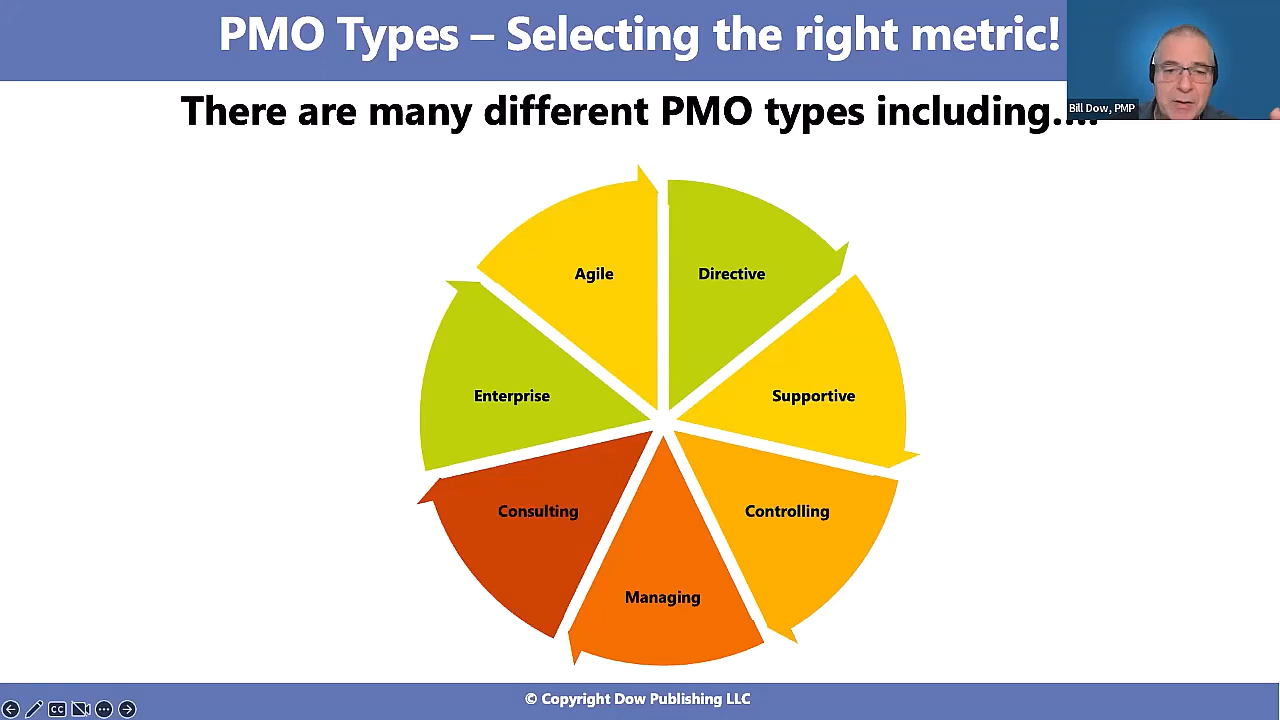 PMO Types – Selecting the right metric!
Bill Dow, PMP
There are many different PMO types including....
Agile
Directive
Enterprise
Supportive
Consulting
Controlling
Managing
© Copyright Dow Publishing LLC
CC